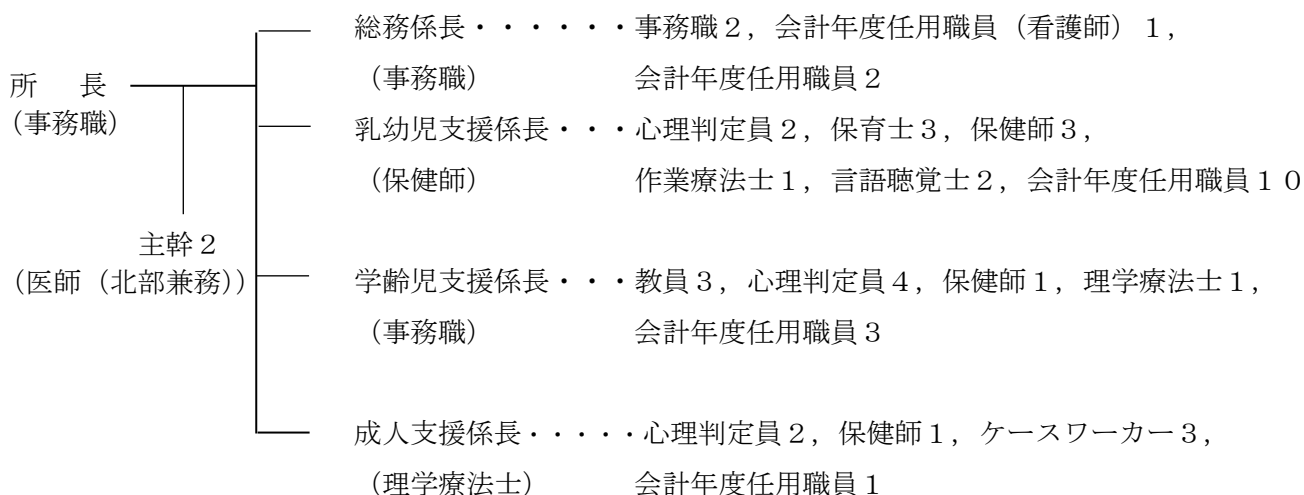 総務係長・・・・・・事務職２，会計年度任用職員（看護師）１，
（事務職） 会計年度任用職員２
所　長
（事務職）
乳幼児支援係長・・・心理判定員２，保育士３，保健師３，
（保健師） 作業療法士１，言語聴覚士２，会計年度任用職員１０
主幹２
（医師（北部兼務））
学齢児支援係長・・・教員３，心理判定員４，保健師１，理学療法士１，
（事務職） 会計年度任用職員３
成人支援係長・・・・・心理判定員２，保健師１，ケースワーカー３，
（理学療法士） 会計年度任用職員１